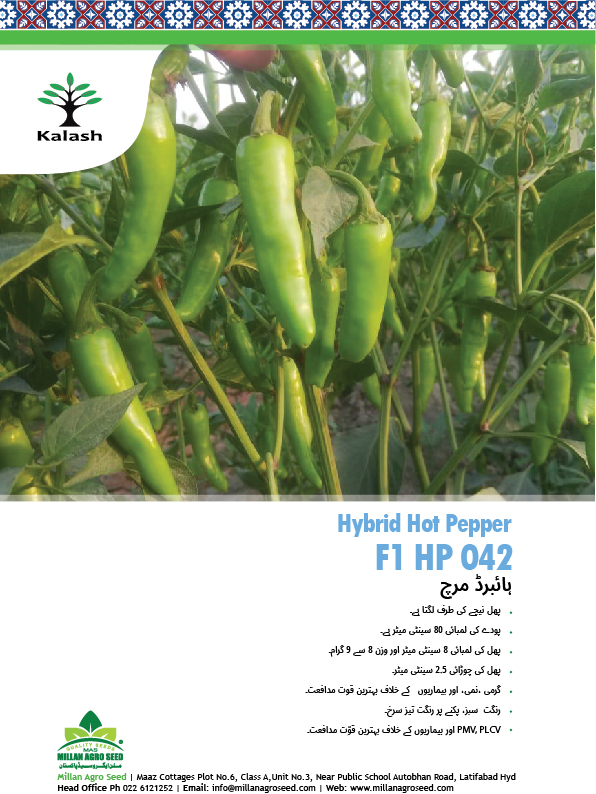 Kalash
Hybrid Hot Pepper
F1 HP 042
ہائبرڈ مرچ
• پھل نیچے کی طرف لگتا ہے۔
• پودے کی لمبائی 80 سینٹی میٹر ہے۔
• پھل کی لمبائی 8 سینٹی میٹر اور وزن 8 سے 9 گرام۔
• پھل کی چوڑائی 2.5 سینٹی میٹر۔
• گرمی ،نمی، اور بیماریوں کے خلاف بہترین قوت مدافعت۔
• رنگت سبز، پکنے پر رنگت تیز سرخ۔
• PMV, PLCV اور بیماریوں کے خلاف بہترین قوّت مدافعت۔
QUALITY SEEDS
MAS
MILLAN AGRO SEED
ملن ایگرو سیڈ پاکستان
Millan Agro Seed | Maaz Cottages Plot No.6, Class A,Unit No.3, Near Public School Autobhan Road, Latifabad Hyd
Head Office Ph 022 6121252 | Email: info@millanagroseed.com | Web: www.millanagroseed.com